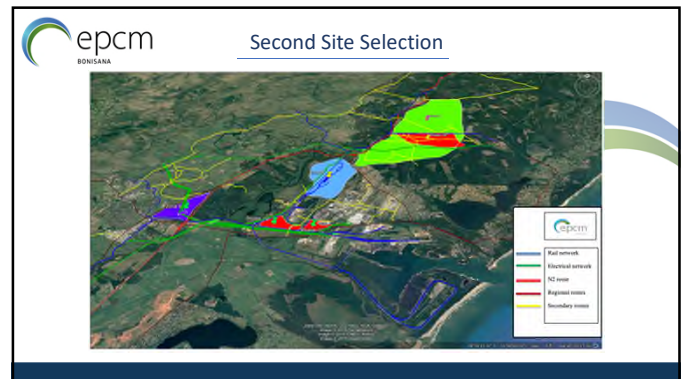 epcm
BONISANA
Second Site Selection
epcm
Rail network
Electrical network
N2 route
Regional routes
Secondary routes